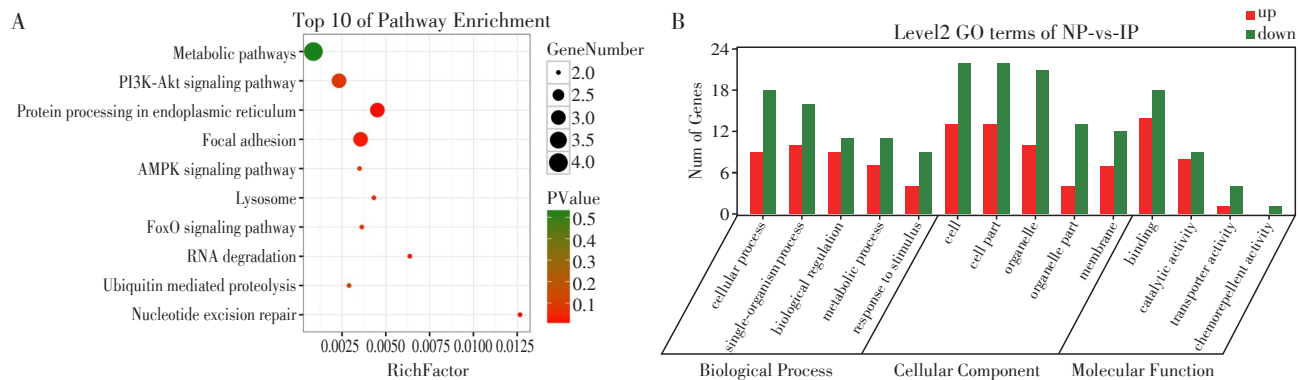 A
Top 10 of Pathway Enrichment
Metabolic pathways
PI3K-Akt signaling pathway
Protein processing in endoplasmic reticulum
Focal adhesion
AMPK signaling pathway
Lysosome
FoxO signaling pathway
RNA degradation
Ubiquitin mediated proteolysis
Nucleotide excision repair
0.0025 0.0050 0.0075 0.0100 0.0125
RichFactor
GeneNumber
2.0
2.5
3.0
3.5
4.0
PValue
0.5
0.4
0.3
0.2
0.1
B
Level2 GO terms of NP-vs-IP
up
down
Num of Genes
24
18
12
6
0
cellular process
single-organism process
biological regulation
metabolic process
response to stimulus
cell
cell part
organelle
organelle part
membrane
binding
catalytic activity
transporter activity
chemorepellent activity
Biological Process
Cellular Component
Molecular Function